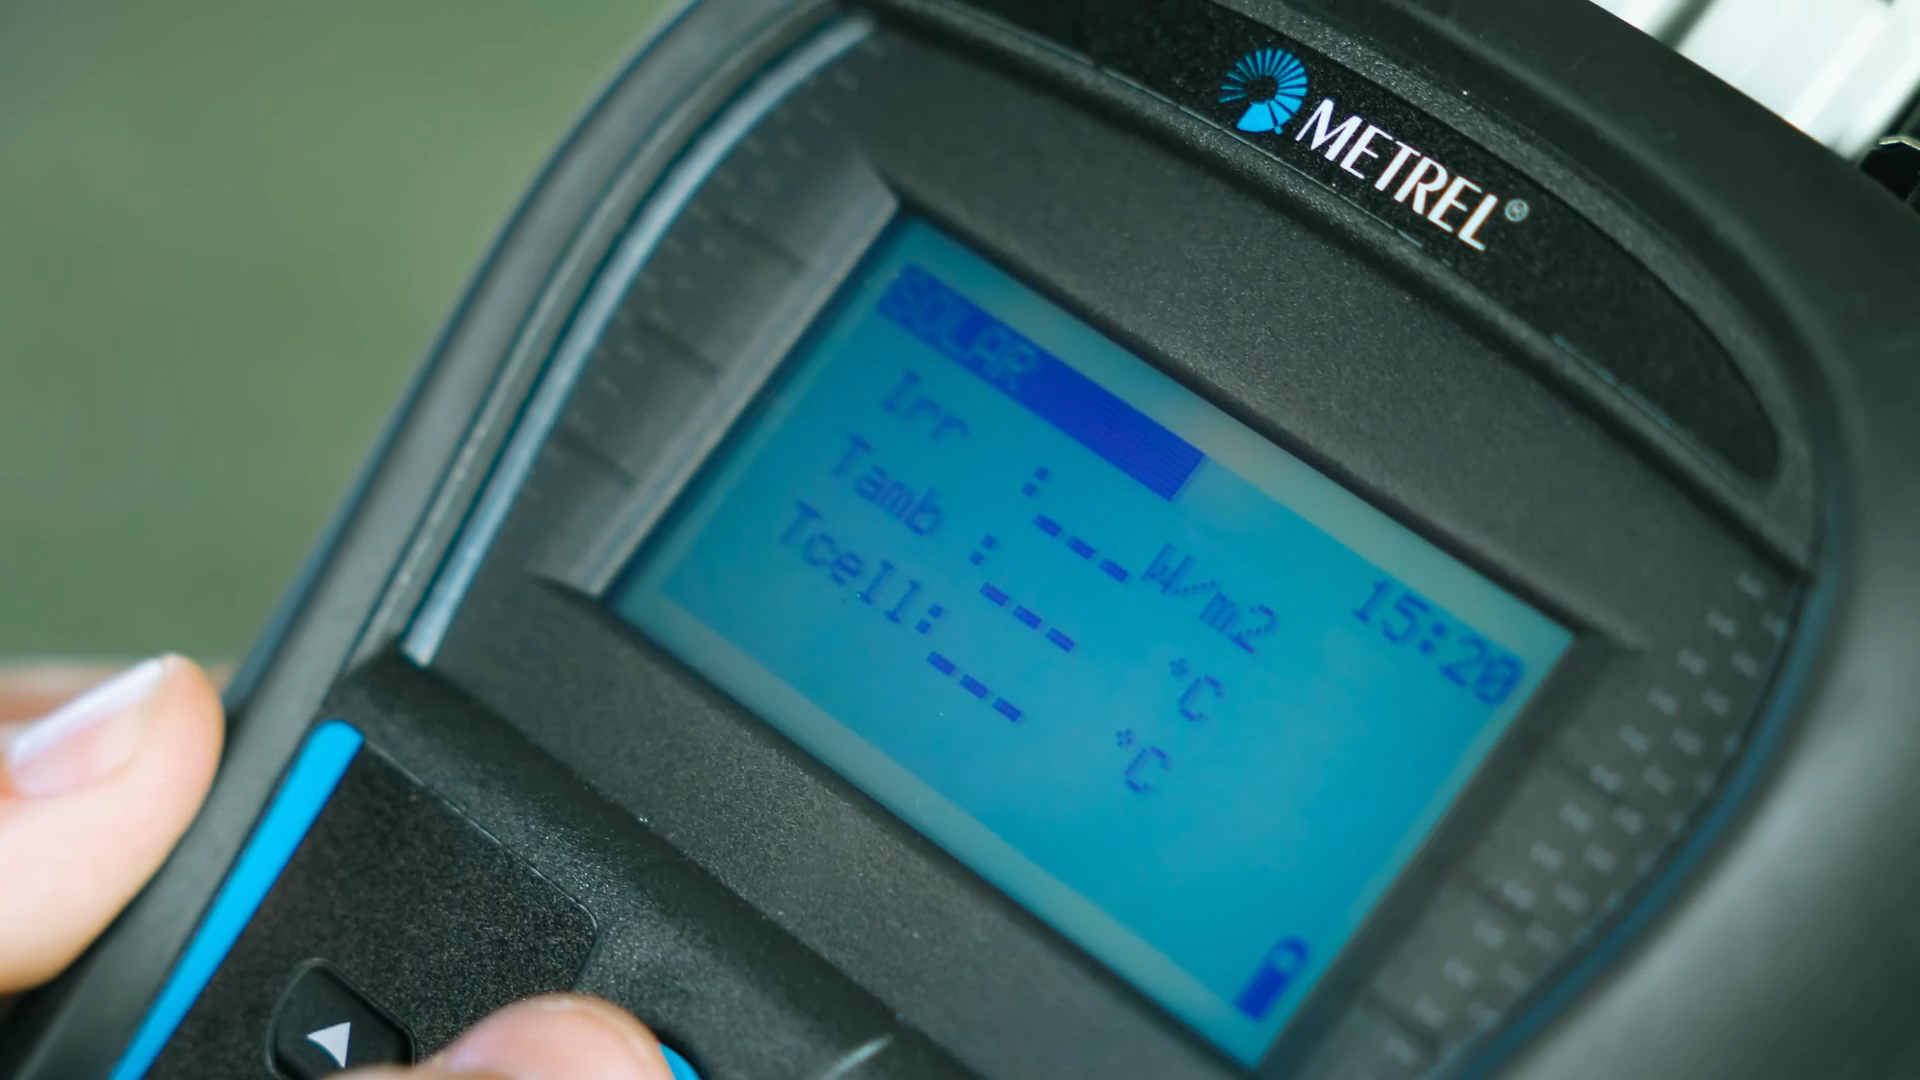 METREL®
SOLAR 15:20
Irr : ---W/m2
Tamb : --- °C
Tcell: --- °C